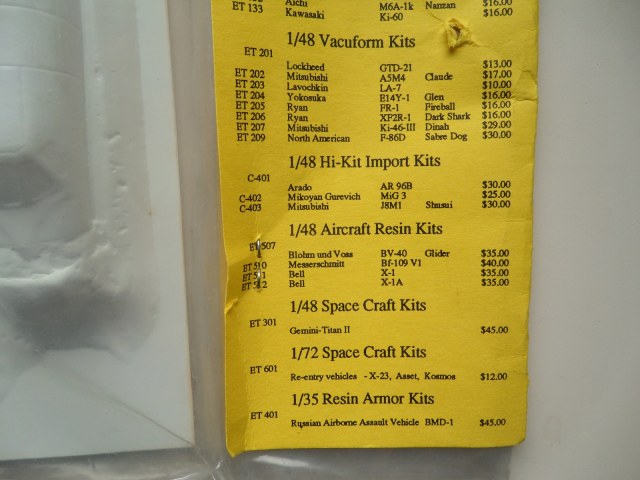 Aichi M6A-1k Nanzan $16.00
ET 133 Kawasaki Ki-60 $16.00
1/48 Vacuform Kits
ET 201 Lockheed GTD-21 $13.00
ET 202 Mitsubishi A5M4 Claude $17.00
ET 203 Lavochkin LA-7 $10.00
ET 204 Yokosuka E14Y-1 Glen $16.00
ET 205 Ryan FR-1 Fireball $16.00
ET 206 Ryan XF2R-1 Dark Shark $16.00
ET 207 Mitsubishi Ki-46-III Dinah $29.00
ET 209 North American F-86D Sabre Dog $30.00
1/48 Hi-Kit Import Kits
C-401 Arado AR 96B $30.00
C-402 Mikoyan Gurevich MiG 3 $25.00
C-403 Mitsubishi J8M1 Shusui $30.00
1/48 Aircraft Resin Kits
ET 507 Blohm und Voss BV-40 Glider $35.00
ET 510 Messerschmitt Bf-109 V1 $40.00
ET 511 Bell X-1 $35.00
ET 512 Bell X-1A $35.00
1/48 Space Craft Kits
ET 301 Gemini-Titan II $45.00
1/72 Space Craft Kits
ET 601 Re-entry vehicles - X-23, Asset, Kosmos $12.00
1/35 Resin Armor Kits
ET 401 Russian Airborne Assault Vehicle BMD-1 $45.00